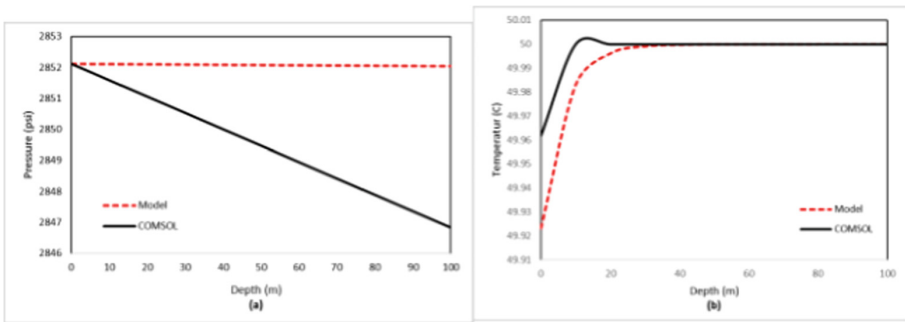 2853
2852
2851
2850
2849
2848
2847
2846
Pressure (psi)
Model
COMSOL
0 10 20 30 40 50 60 70 80 90 100
Depth (m)
(a)
50.01
50
49.99
49.98
49.97
49.96
49.95
49.94
49.93
49.92
49.91
Temperatur (C)
Model
COMSOL
0 20 40 60 80 100
Depth (m)
(b)